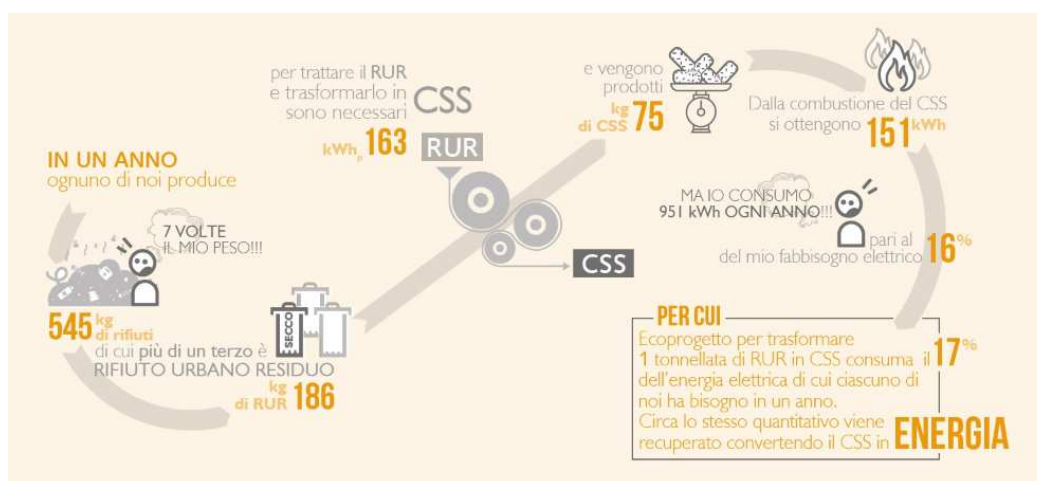 IN UN ANNO
ognuno di noi produce
7 VOLTE
IL MIO PESO!!!
545 kg
di rifiuti
di cui più di un terzo è
RIFIUTO URBANO RESIDUO
kg
di RUR 186
SECCO
per trattare il RUR
e trasformarlo in CSS
sono necessari
kWhp 163
RUR
CSS
e vengono
prodotti
kg
di CSS 75
Dalla combustione del CSS
si ottengono 151 kWh
MA IO CONSUMO
951 kWh OGNI ANNO!!!
pari al 16%
del mio fabbisogno elettrico
PER CUI
Ecoprogetto per trasformare
1 tonnellata di RUR in CSS consuma il 17%
dell'energia elettrica di cui ciascuno di
noi ha bisogno in un anno.
Circa lo stesso quantitativo viene
recuperato convertendo il CSS in ENERGIA